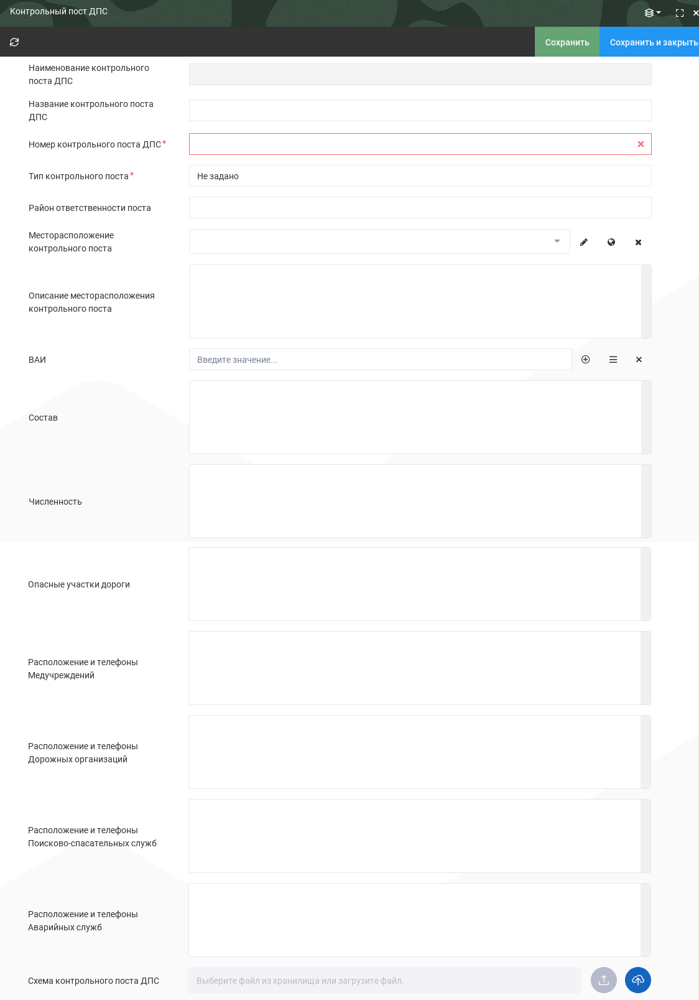 Контрольный пост ДПС
Сохранить
Сохранить и закрыть
Наименование контрольного
поста ДПС
Название контрольного поста
ДПС
Номер контрольного поста ДПС*
Тип контрольного поста*
Не задано
Район ответственности поста
Месторасположение
контрольного поста
Описание месторасположения
контрольного поста
ВАИ
Введите значение...
Состав
Численность
Опасные участки дороги
Расположение и телефоны
Медучреждений
Расположение и телефоны
Дорожных организаций
Расположение и телефоны
Поисково-спасательных служб
Расположение и телефоны
Аварийных служб
Схема контрольного поста ДПС
Выберите файл из хранилища или загрузите файл.